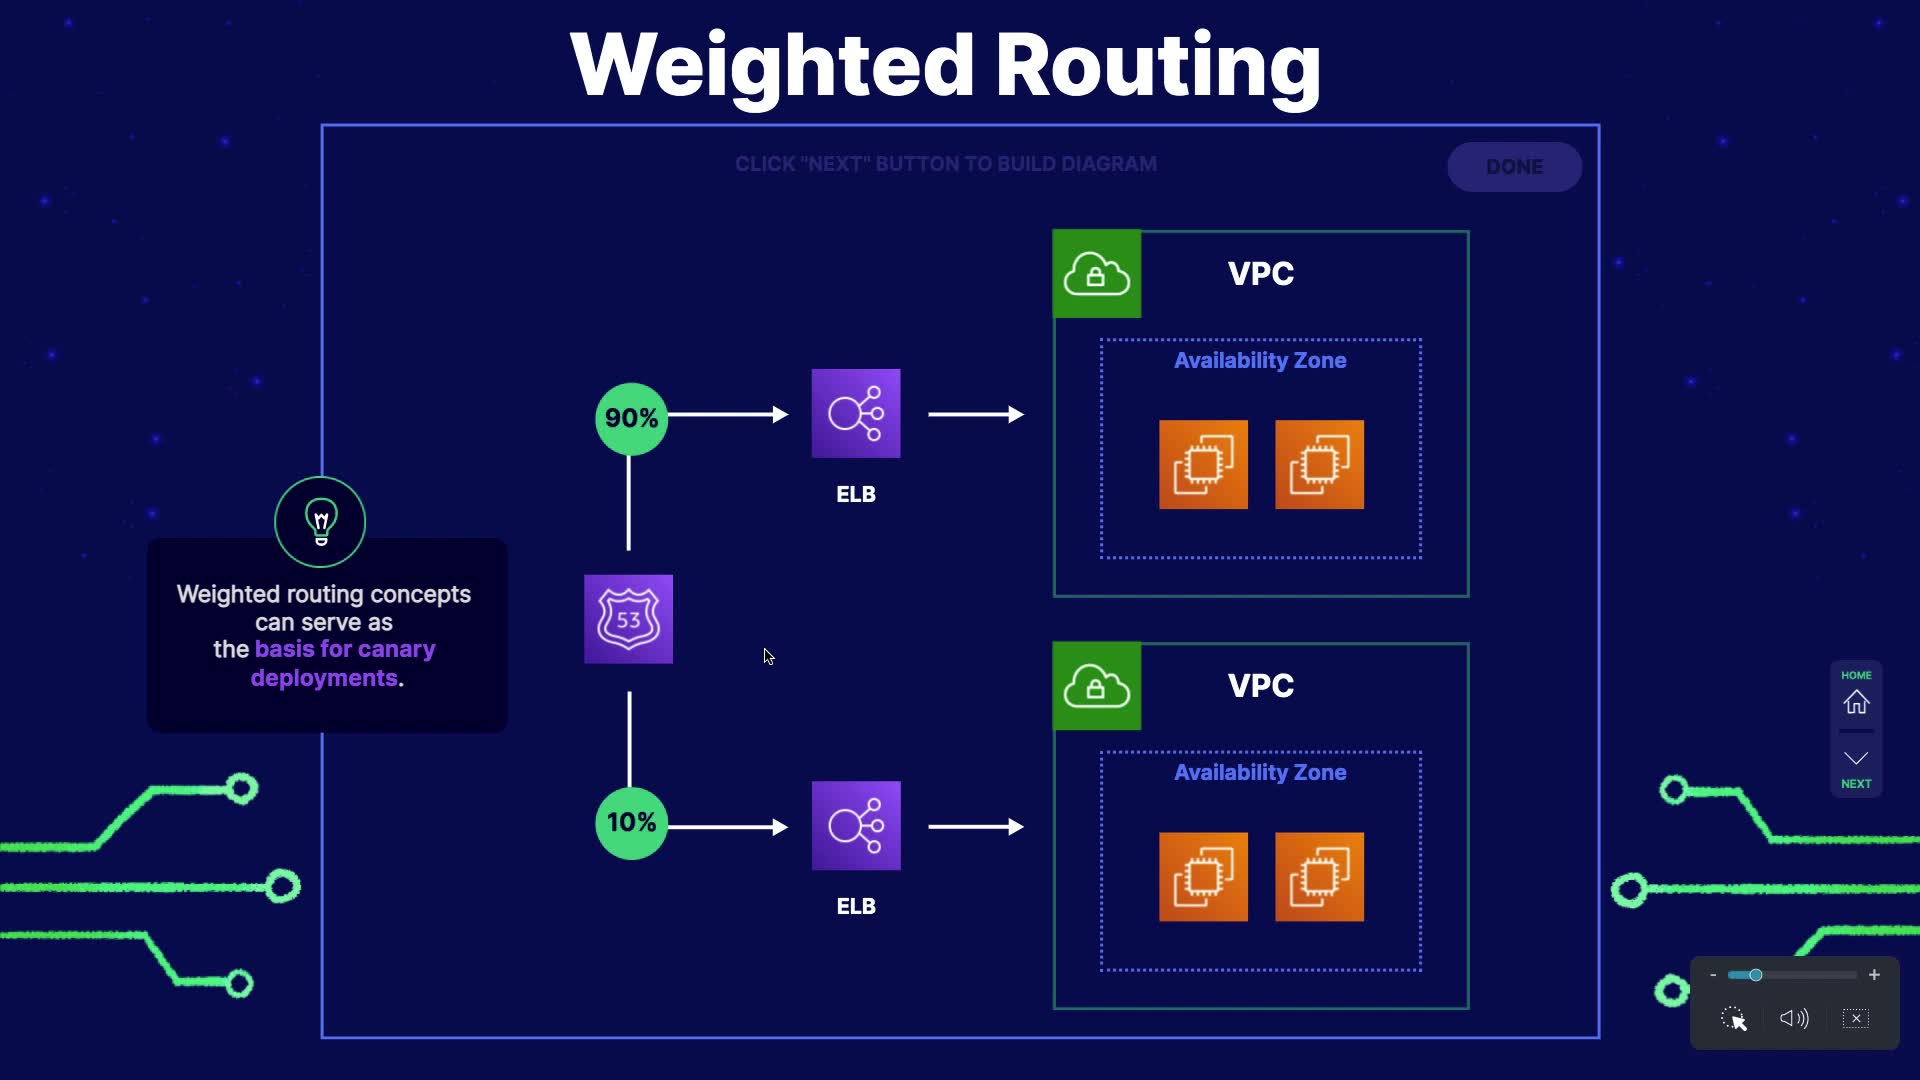 Weighted Routing
CLICK "NEXT" BUTTON TO BUILD DIAGRAM
DONE
VPC
Availability Zone
90%
ELB
Weighted routing concepts
can serve as
the basis for canary
deployments.
53
VPC
Availability Zone
10%
ELB
HOME
NEXT
- +